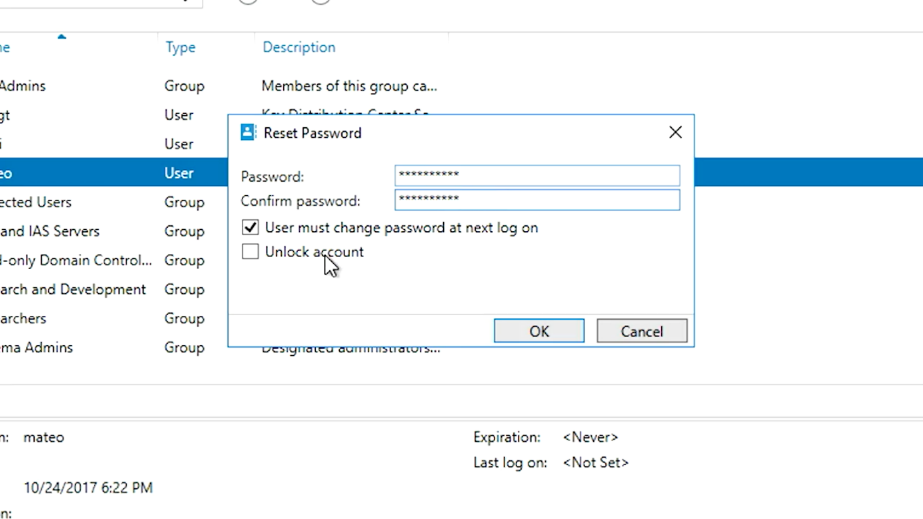 ne Type Description
Admins Group Members of this group ca...
gt User Key Distribution Center Se...
i User
eo User
ected Users Group
and IAS Servers Group
d-only Domain Control... Group
arch and Development Group
archers Group
ema Admins Group Designated administrators...
Reset Password
Password: **********
Confirm password: **********
User must change password at next log on
Unlock account
OK Cancel
n: mateo Expiration: <Never>
Last log on: <Not Set>
10/24/2017 6:22 PM
on: